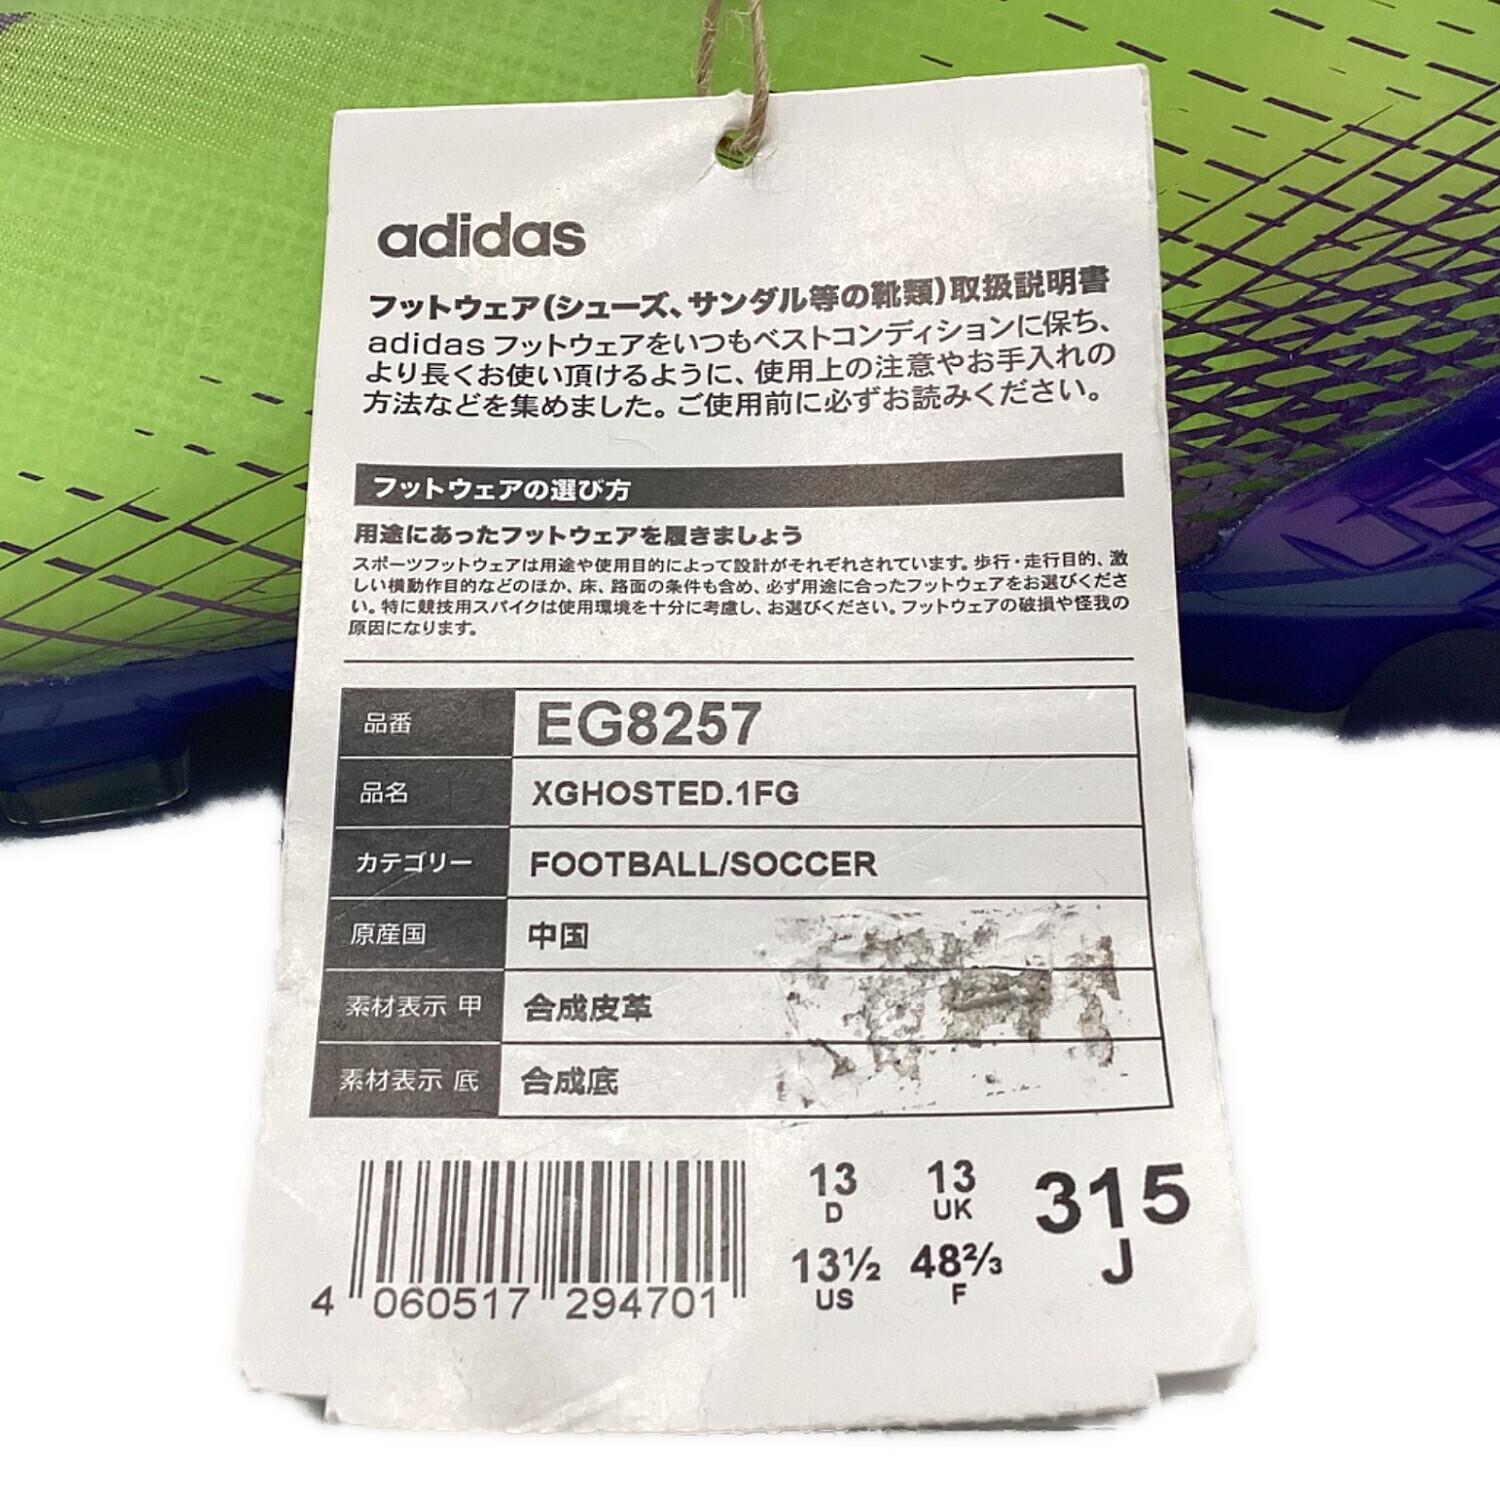 adidas
フットウェア(シューズ、サンダル等の靴類)取扱説明書
adidasフットウェアをいつもベストコンディションに保ち、
より長くお使い頂けるように、使用上の注意やお手入れの
方法などを集めました。ご使用前に必ずお読みください。
フットウェアの選び方
用途にあったフットウェアを履きましょう
スポーツフットウェアは用途や使用目的によって設計がそれぞれされています。歩行・走行目的、激
しい横動作目的などのほか、床、路面の条件も含め、必ず用途に合ったフットウェアをお選びくださ
い。特に競技用スパイクは使用環境を十分に考慮し、お選びください。フットウェアの破損や怪我の
原因になります。
品番 EG8257
品名 XGHOSTED.1FG
カテゴリー FOOTBALL/SOCCER
原産国 中国
素材表示 甲 合成皮革
素材表示 底 合成底
13 13 315
D UK J
13½ 48⅔
US F
4 060517 294701